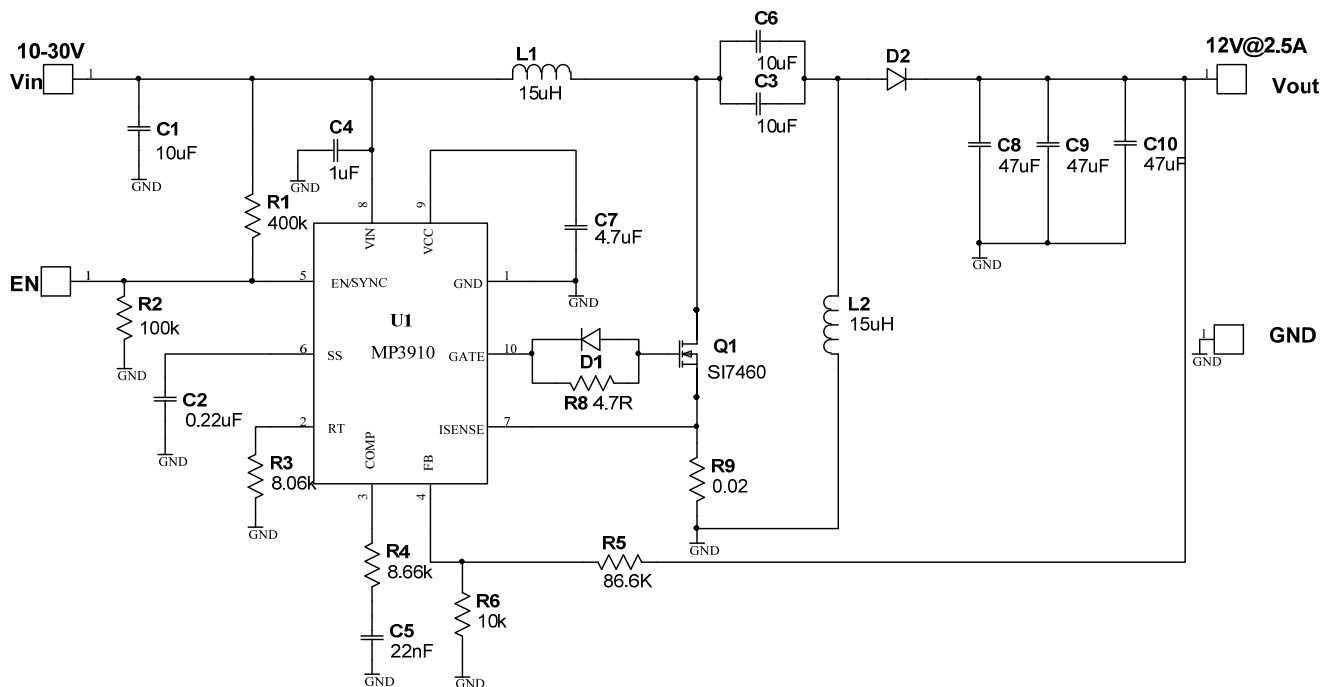 10-30V
Vin
1
C1
10uF
GND
C4
1uF
GND
R1
400k
L1
15uH
C6
10uF
C3
10uF
D2
12V@2.5A
1
Vout
C8
47uF
C9
47uF
C10
47uF
GND
EN
1
R2
100k
GND
C2
0.22uF
GND
R3
8.06k
GND
8
VIN
9
VCC
5
EN/SYNC
GND
1
U1
MP3910
6
SS
GATE
10
2
RT
ISENSE
7
COMP
3
FB
4
C7
4.7uF
GND
D1
R8 4.7R
Q1
SI7460
L2
15uH
1
GND
GND
R9
0.02
GND
R4
8.66k
C5
22nF
GND
R6
10k
GND
R5
86.6K